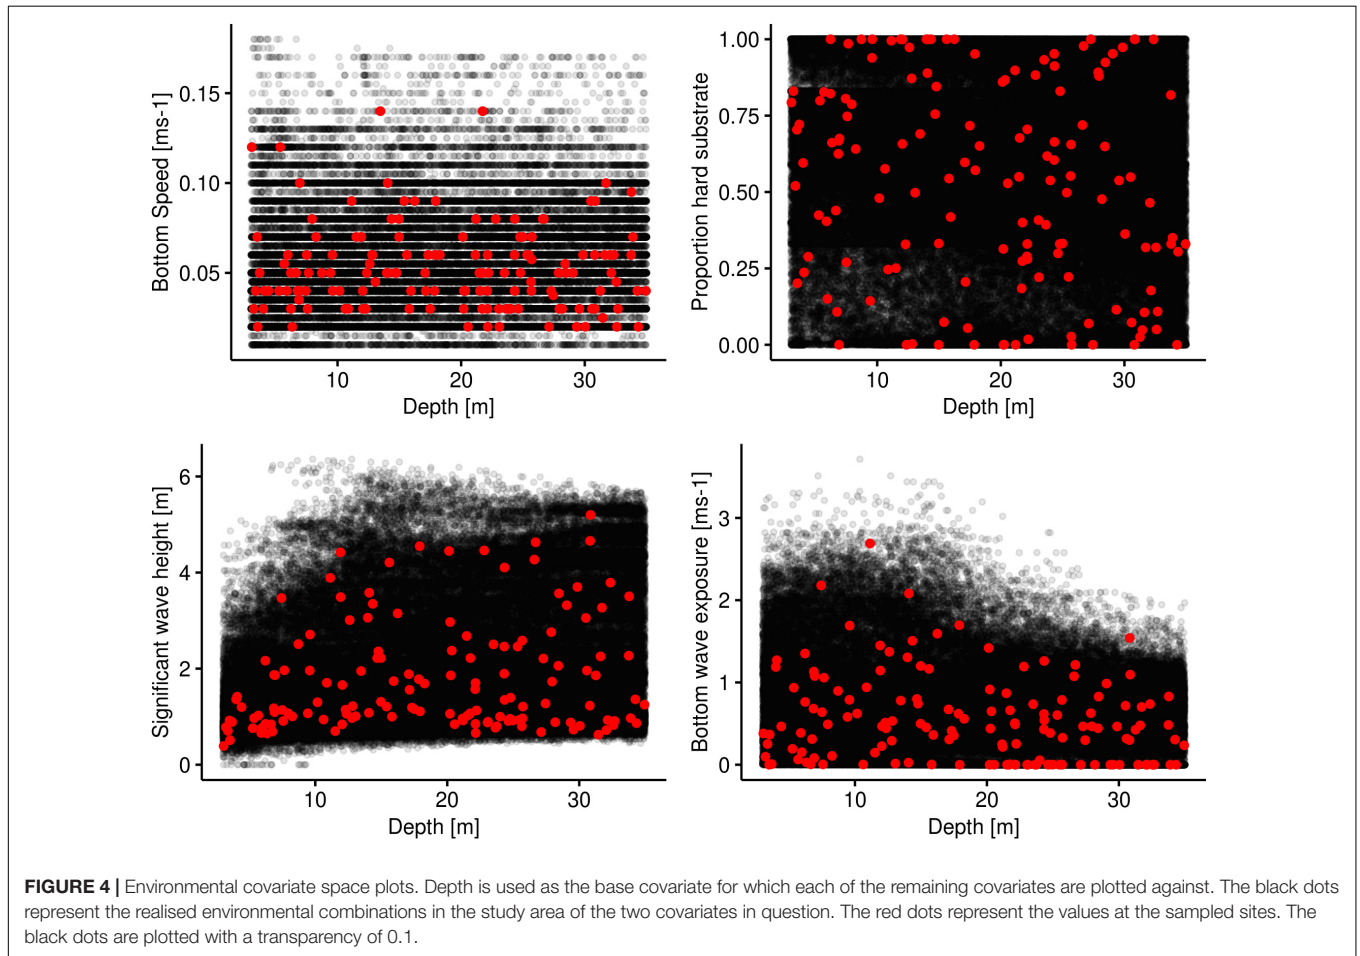 0.15
0.10
0.05
Bottom Speed [ms-1]
10 20 30
Depth [m]
1.00
0.75
0.50
0.25
0.00
Proportion hard substrate
10 20 30
Depth [m]
6
4
2
0
Significant wave height [m]
10 20 30
Depth [m]
3
2
1
0
Bottom wave exposure [ms-1]
10 20 30
Depth [m]
FIGURE 4 | Environmental covariate space plots. Depth is used as the base covariate for which each of the remaining covariates are plotted against. The black dots
represent the realised environmental combinations in the study area of the two covariates in question. The red dots represent the values at the sampled sites. The
black dots are plotted with a transparency of 0.1.